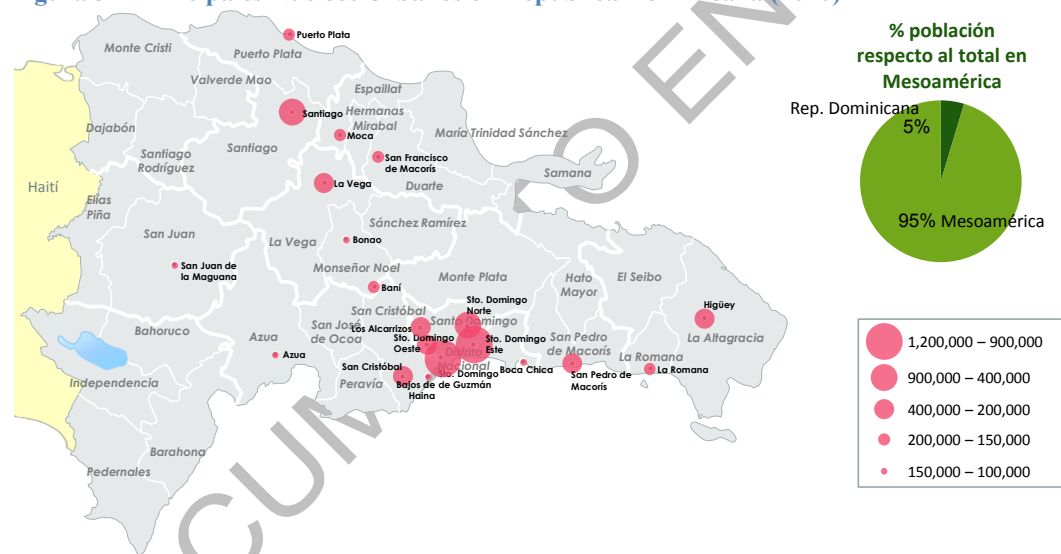 Puerto Plata
Monte Cristi
Puerto Plata
Valverde Mao
Espaillat
Santiago
Hermanas
Mirabal
Dajabón
María Trinidad Sánchez
Moca
Santiago
Santiago
Rodríguez
San Francisco
de Macorís
Samana
Haití
La Vega
Duarte
Elías
Piña
San Juan
Sánchez Ramírez
La Vega
Bonao
San Juan de
la Maguana
Monseñor Noel
Monte Plata
Hato
Mayor
El Seibo
Baní
Sto. Domingo
Norte
Higüey
San Cristóbal
Santo Domingo
Bahoruco
Azua
San José
de Ocoa
Los Alcarrizos
Sto. Domingo
Oeste
Sto. Domingo
Este
San Pedro
de Macorís
La Altagracia
Azua
Distrito
Nacional
La Romana
San Cristóbal
Boca Chica
La Romana
Independencia
Peravía
Bajos de
Haina
Sto. Domingo
de Guzmán
San Pedro de
Macorís
Barahona
Pedernales
% población
respecto al total en
Mesoamérica
Rep. Dominicana
5%
95% Mesoamérica
1,200,000 – 900,000
900,000 – 400,000
400,000 – 200,000
200,000 – 150,000
150,000 – 100,000